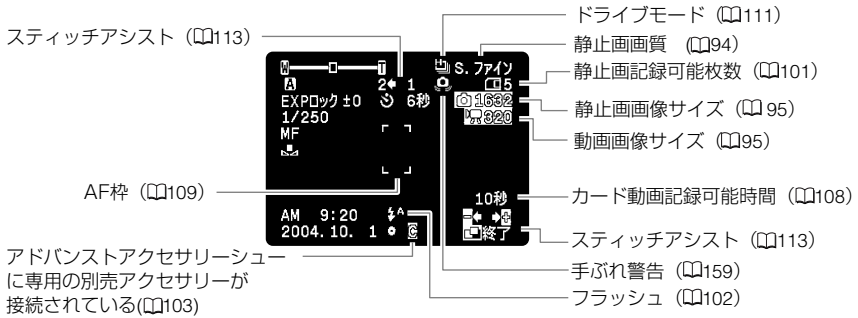 スティッチアシスト（113）
ドライブモード（111）
静止画画質 （94）
静止画記録可能枚数（101）
静止画画像サイズ（95）
動画画像サイズ（95）
W T
A
EXPロック ±0
1/250
MF
2 1
6秒
S. ファイン
5
1632
320
AF枠（109）
10秒
カード動画記録可能時間（108）
AM 9:20
A
2004. 10. 1
C
終了
スティッチアシスト（113）
手ぶれ警告（159）
フラッシュ（102）
アドバンストアクセサリーシュー
に専用の別売アクセサリーが
接続されている(103)